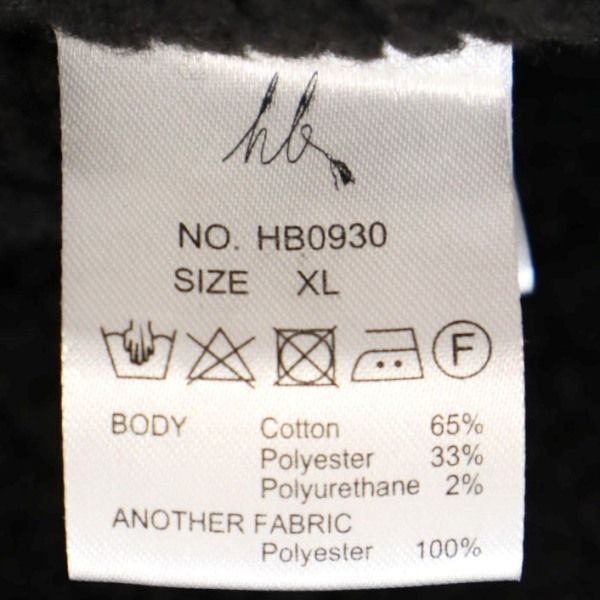 hb
NO. HB0930
SIZE XL
F
BODY Cotton 65%
Polyester 33%
Polyurethane 2%
ANOTHER FABRIC
Polyester 100%